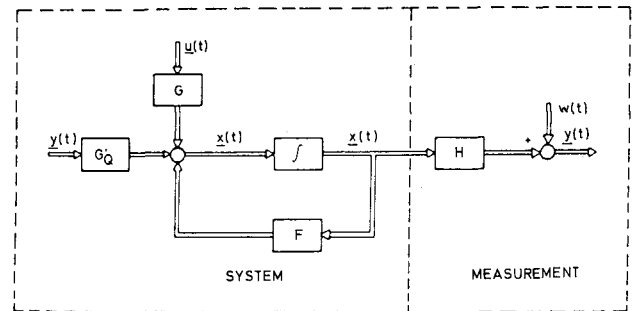 u(t)
G
w(t)
y(t)
G'Q
x(t)
∫
x(t)
H
+
y(t)
F
SYSTEM
MEASUREMENT